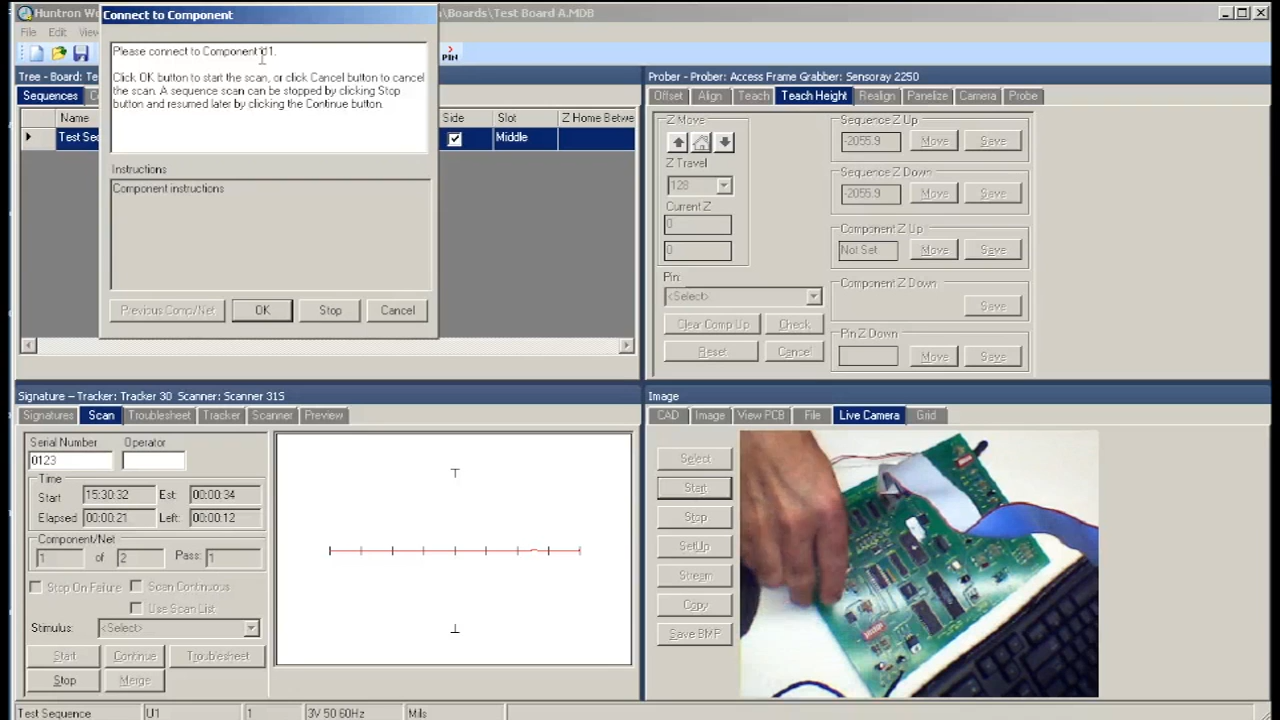 Huntron Wo
\Boards\Test Board A.MDB
Connect to Component
File Edit View
Please connect to Component U1.
Click OK button to start the scan, or click Cancel button to cancel
the scan. A sequence scan can be stopped by clicking Stop
button and resumed later by clicking the Continue button.
PIN
Instructions
Component instructions
Previous Comp/Net OK Stop Cancel
Tree - Board: Te
Sequences
Name Side Slot Z Home Betwe
Test Seq Middle
Prober - Prober: Access Frame Grabber: Sensoray 2250
Offset Align Teach Teach Height Realign Panelize Camera Probe
Z Move
Z Travel
128
Current Z
0
0
Pin:
<Select>
Clear Comp Up Check
Reset Cancel
Sequence Z Up
-2055.9 Move Save
Sequence Z Down
-2055.9 Move Save
Component Z Up
Not Set Move Save
Component Z Down
Save
Pin Z Down
Move Save
Signature - Tracker: Tracker 30 Scanner: Scanner 31S
Signatures Scan Troubleshoot Tracker Scanner Preview
Serial Number Operator
0123
Time
Start 15:30:32 Est: 00:00:34
Elapsed 00:00:21 Left: 00:00:12
Component/Net
1 of 2 Pass: 1
Stop On Failure Scan Continuous
Use Scan List
Stimulus: <Select>
Start Continue Troubleshoot
Stop Merge
Image
CAD Image View PCB File Live Camera Grid
Select
Start
Stop
SetUp
Stream
Copy
Save BMP
Test Sequence U1 1 3V 50 60Hz Mils